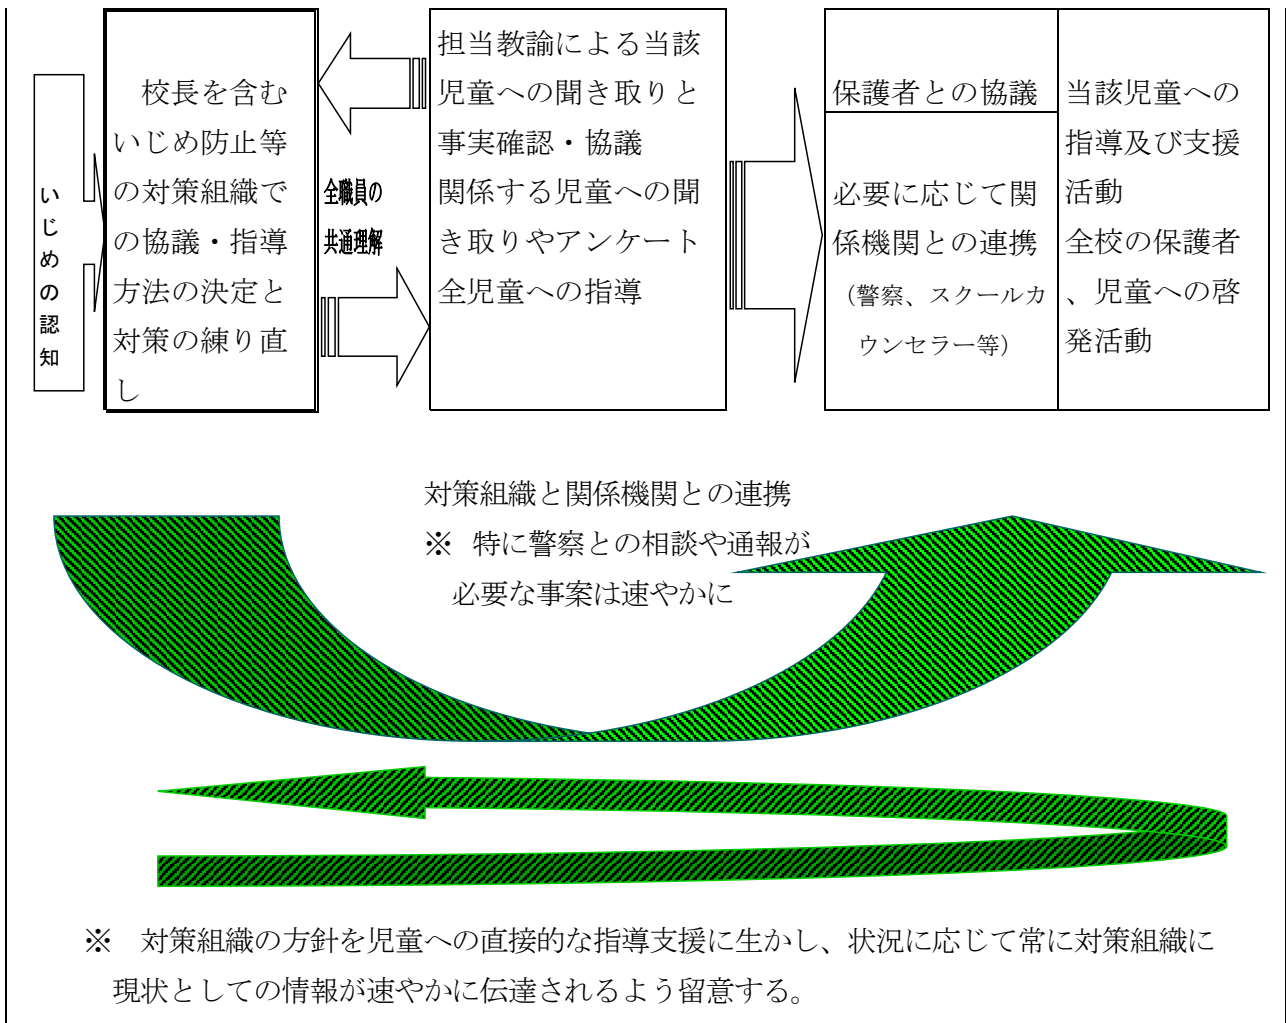 いじめの認知
校長を含む
いじめ防止等
の対策組織で
の協議・指導
方法の決定と
対策の練り直
し
全職員の
共通理解
担当教諭による当該
児童への聞き取りと
事実確認・協議
関係する児童への聞
き取りやアンケート
全児童への指導
保護者との協議
必要に応じて関
係機関との連携
（警察、スクールカ
ウンセラー等）
当該児童への
指導及び支援
活動
全校の保護者
、児童への啓
発活動
対策組織と関係機関との連携
※ 特に警察との相談や通報が
必要な事案は速やかに
※　対策組織の方針を児童への直接的な指導支援に生かし、状況に応じて常に対策組織に
現状としての情報が速やかに伝達されるよう留意する。